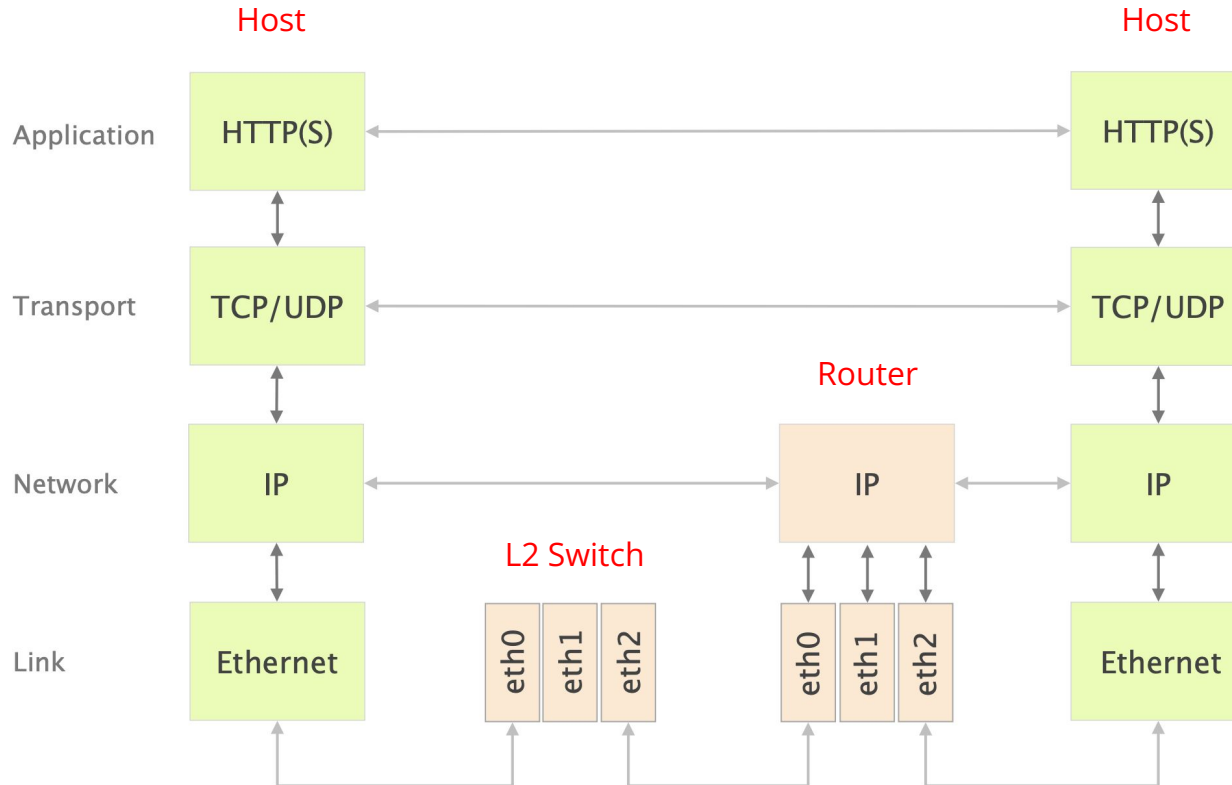 Host
Host
Application
HTTP(S)
HTTP(S)
Transport
TCP/UDP
TCP/UDP
Router
Network
IP
IP
IP
L2 Switch
Link
Ethernet
eth0
eth1
eth2
eth0
eth1
eth2
Ethernet